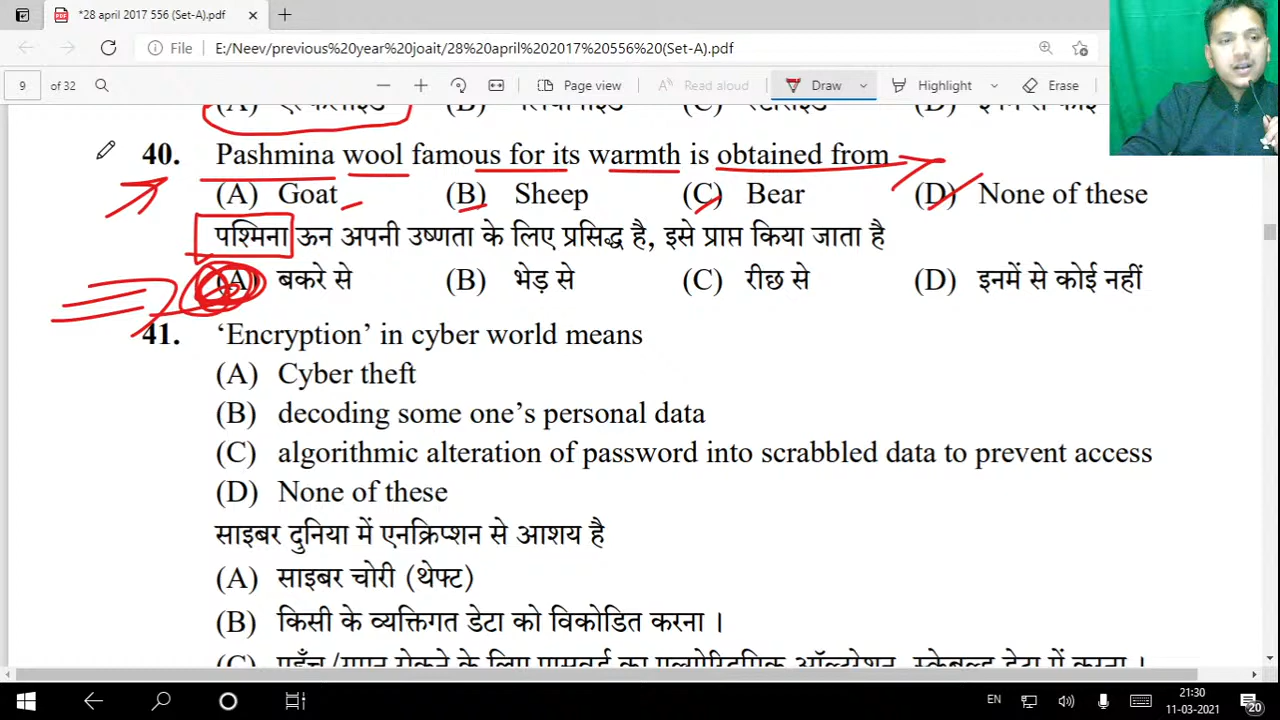 *28 april 2017 556 (Set-A).pdf
File E:/Neev/previous%20year%20joait/28%20april%202017%20556%20(Set-A).pdf
9 of 32 Page view Read aloud Draw Highlight Erase
(A) (B) (C) (D) इनमें से कोई
40. Pashmina wool famous for its warmth is obtained from
(A) Goat (B) Sheep (C) Bear (D) None of these
पश्मिना ऊन अपनी उष्णता के लिए प्रसिद्ध है, इसे प्राप्त किया जाता है
(A) बकरे से (B) भेड़ से (C) रीछ से (D) इनमें से कोई नहीं
41. ‘Encryption’ in cyber world means
(A) Cyber theft
(B) decoding some one’s personal data
(C) algorithmic alteration of password into scrabbled data to prevent access
(D) None of these
साइबर दुनिया में एनक्रिप्शन से आशय है
(A) साइबर चोरी (थेफ्ट)
(B) किसी के व्यक्तिगत डेटा को विकोडित करना ।
EN 21:30
11-03-2021 20